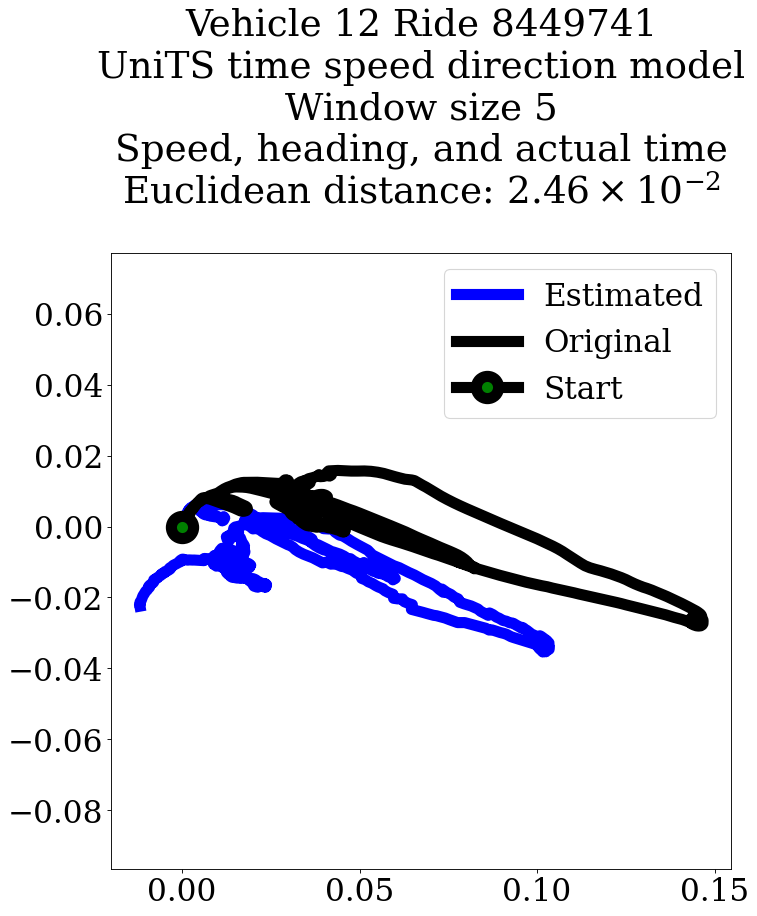 Vehicle 12 Ride 8449741
UniTS time speed direction model
Window size 5
Speed, heading, and actual time
Euclidean distance: 2.46 × 10⁻²
Estimated
Original
Start
0.06
0.04
0.02
0.00
−0.02
−0.04
−0.06
−0.08
0.00 0.05 0.10 0.15